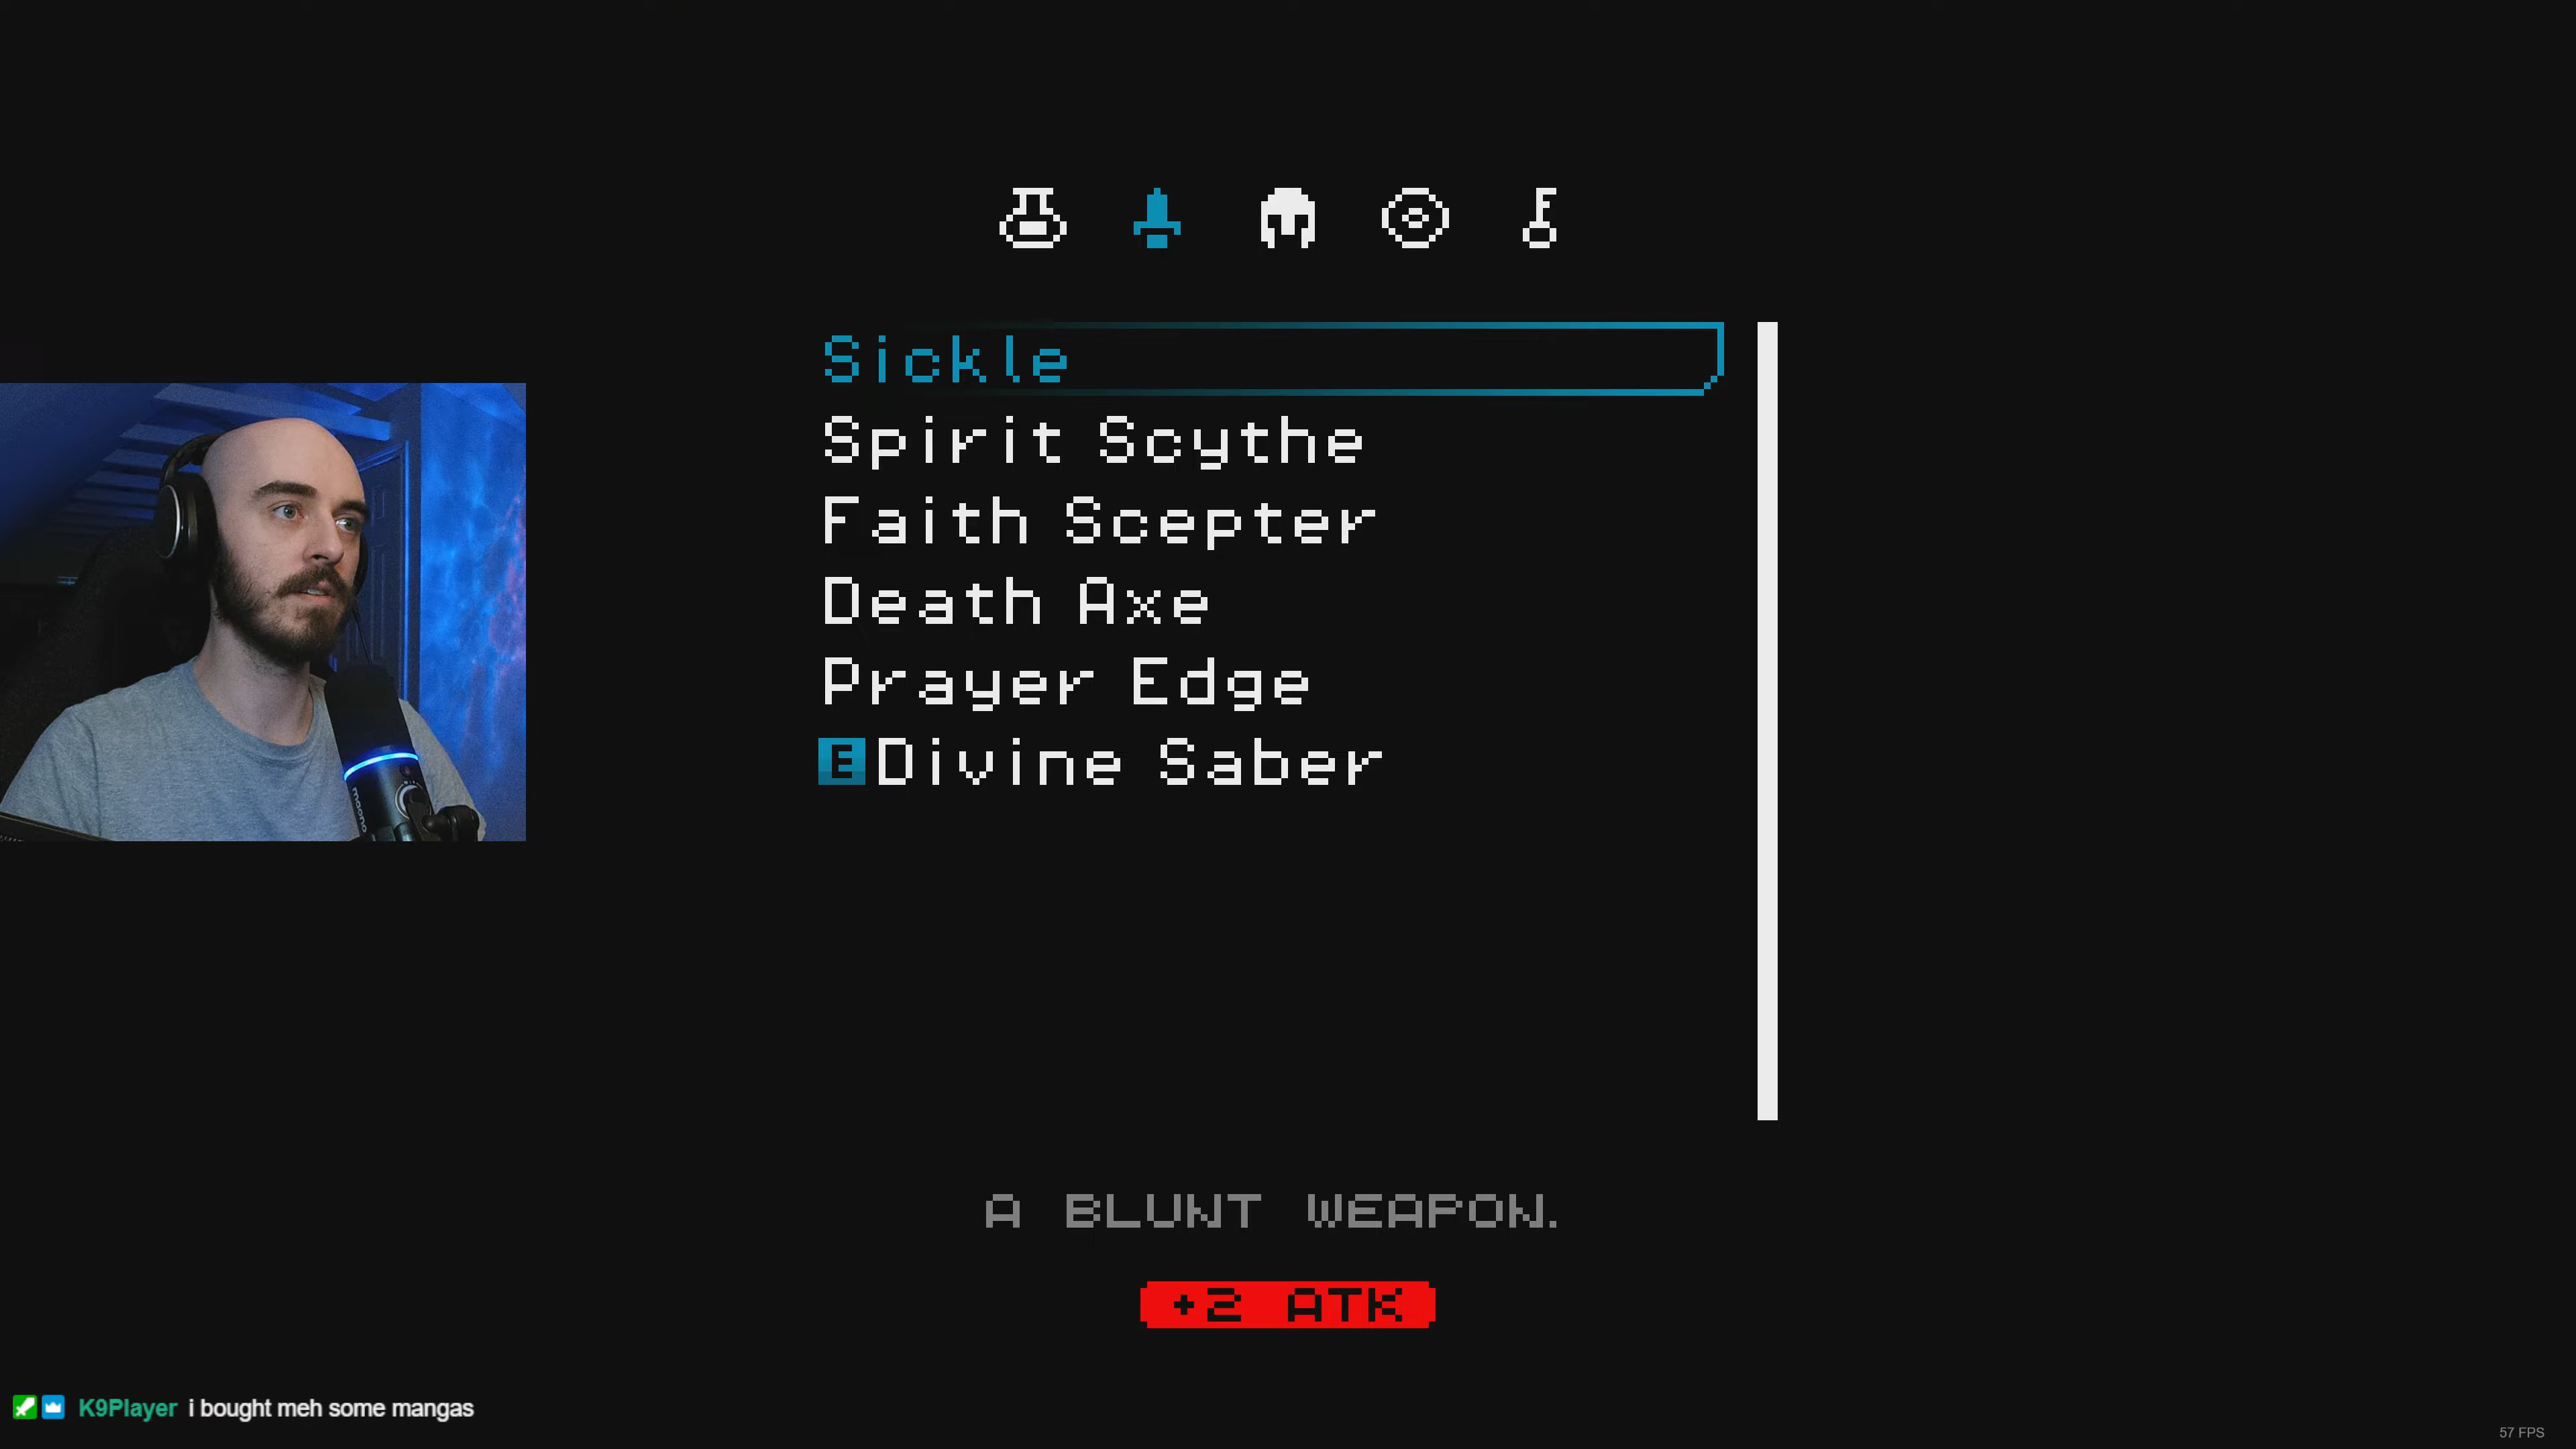 Sickle
Spirit Scythe
Faith Scepter
Death Axe
Prayer Edge
E Divine Saber
maono
A BLUNT WEAPON.
+2 ATK
K9Player i bought meh some mangas
57 FPS